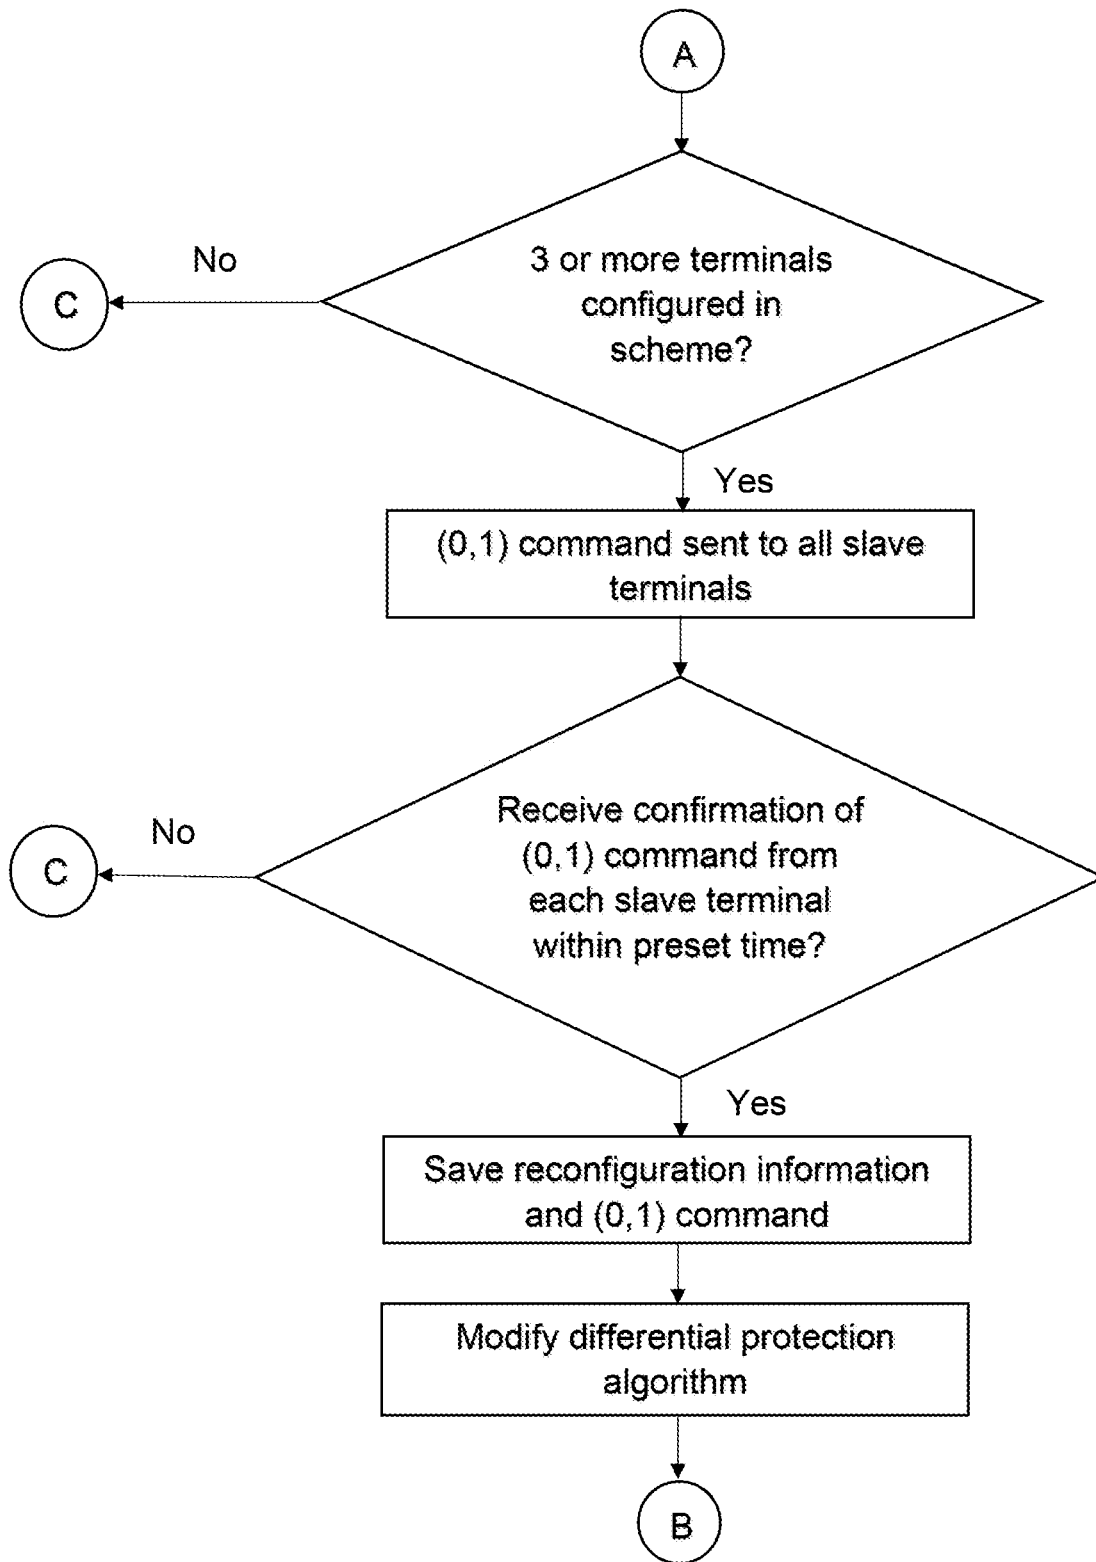 A
3 or more terminals
configured in
scheme?
No
C
Yes
(0,1) command sent to all slave
terminals
Receive confirmation of
(0,1) command from
each slave terminal
within preset time?
No
C
Yes
Save reconfiguration information
and (0,1) command
Modify differential protection
algorithm
B